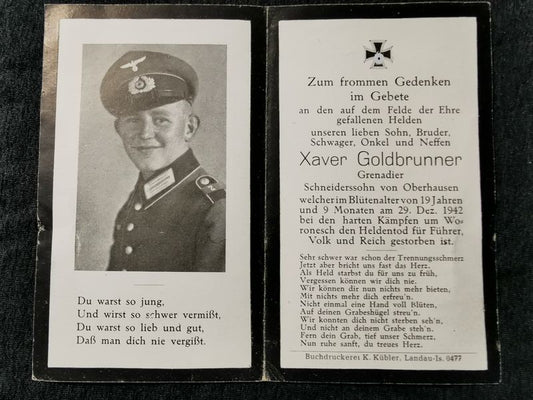 Du warst so jung,
Und wirst so schwer vermißt,
Du warst so lieb und gut,
Daß man dich nie vergißt.
Zum frommen Gedenken
im Gebete
an den auf dem Felde der Ehre
gefallenen Helden
unseren lieben Sohn, Bruder,
Schwager, Onkel und Neffen
Xaver Goldbrunner
Grenadier
Schneiderssohn von Oberhausen
welcher im Blütenalter von 19 Jahren
und 9 Monaten am 29. Dez. 1942
bei den harten Kämpfen um Wo-
ronesch den Heldentod für Führer,
Volk und Reich gestorben ist.
Sehr schwer war schon der Trennungsschmerz
Jetzt aber bricht uns fast das Herz.
Als Held starbst du für uns zu früh,
Vergessen können wir dich nie.
Wir können dir nun nichts mehr bieten,
Mit nichts mehr dich erfreu'n.
Nicht einmal eine Hand voll Blüten,
Auf deinen Grabeshügel streu'n.
Wir konnten dich nicht sterben seh'n,
Und nicht an deinem Grabe steh'n.
Fern dein Grab, tief unser Schmerz,
Nun ruhe sanft, du treues Herz.
Buchdruckerei K. Kübler, Landau-Is. 0477